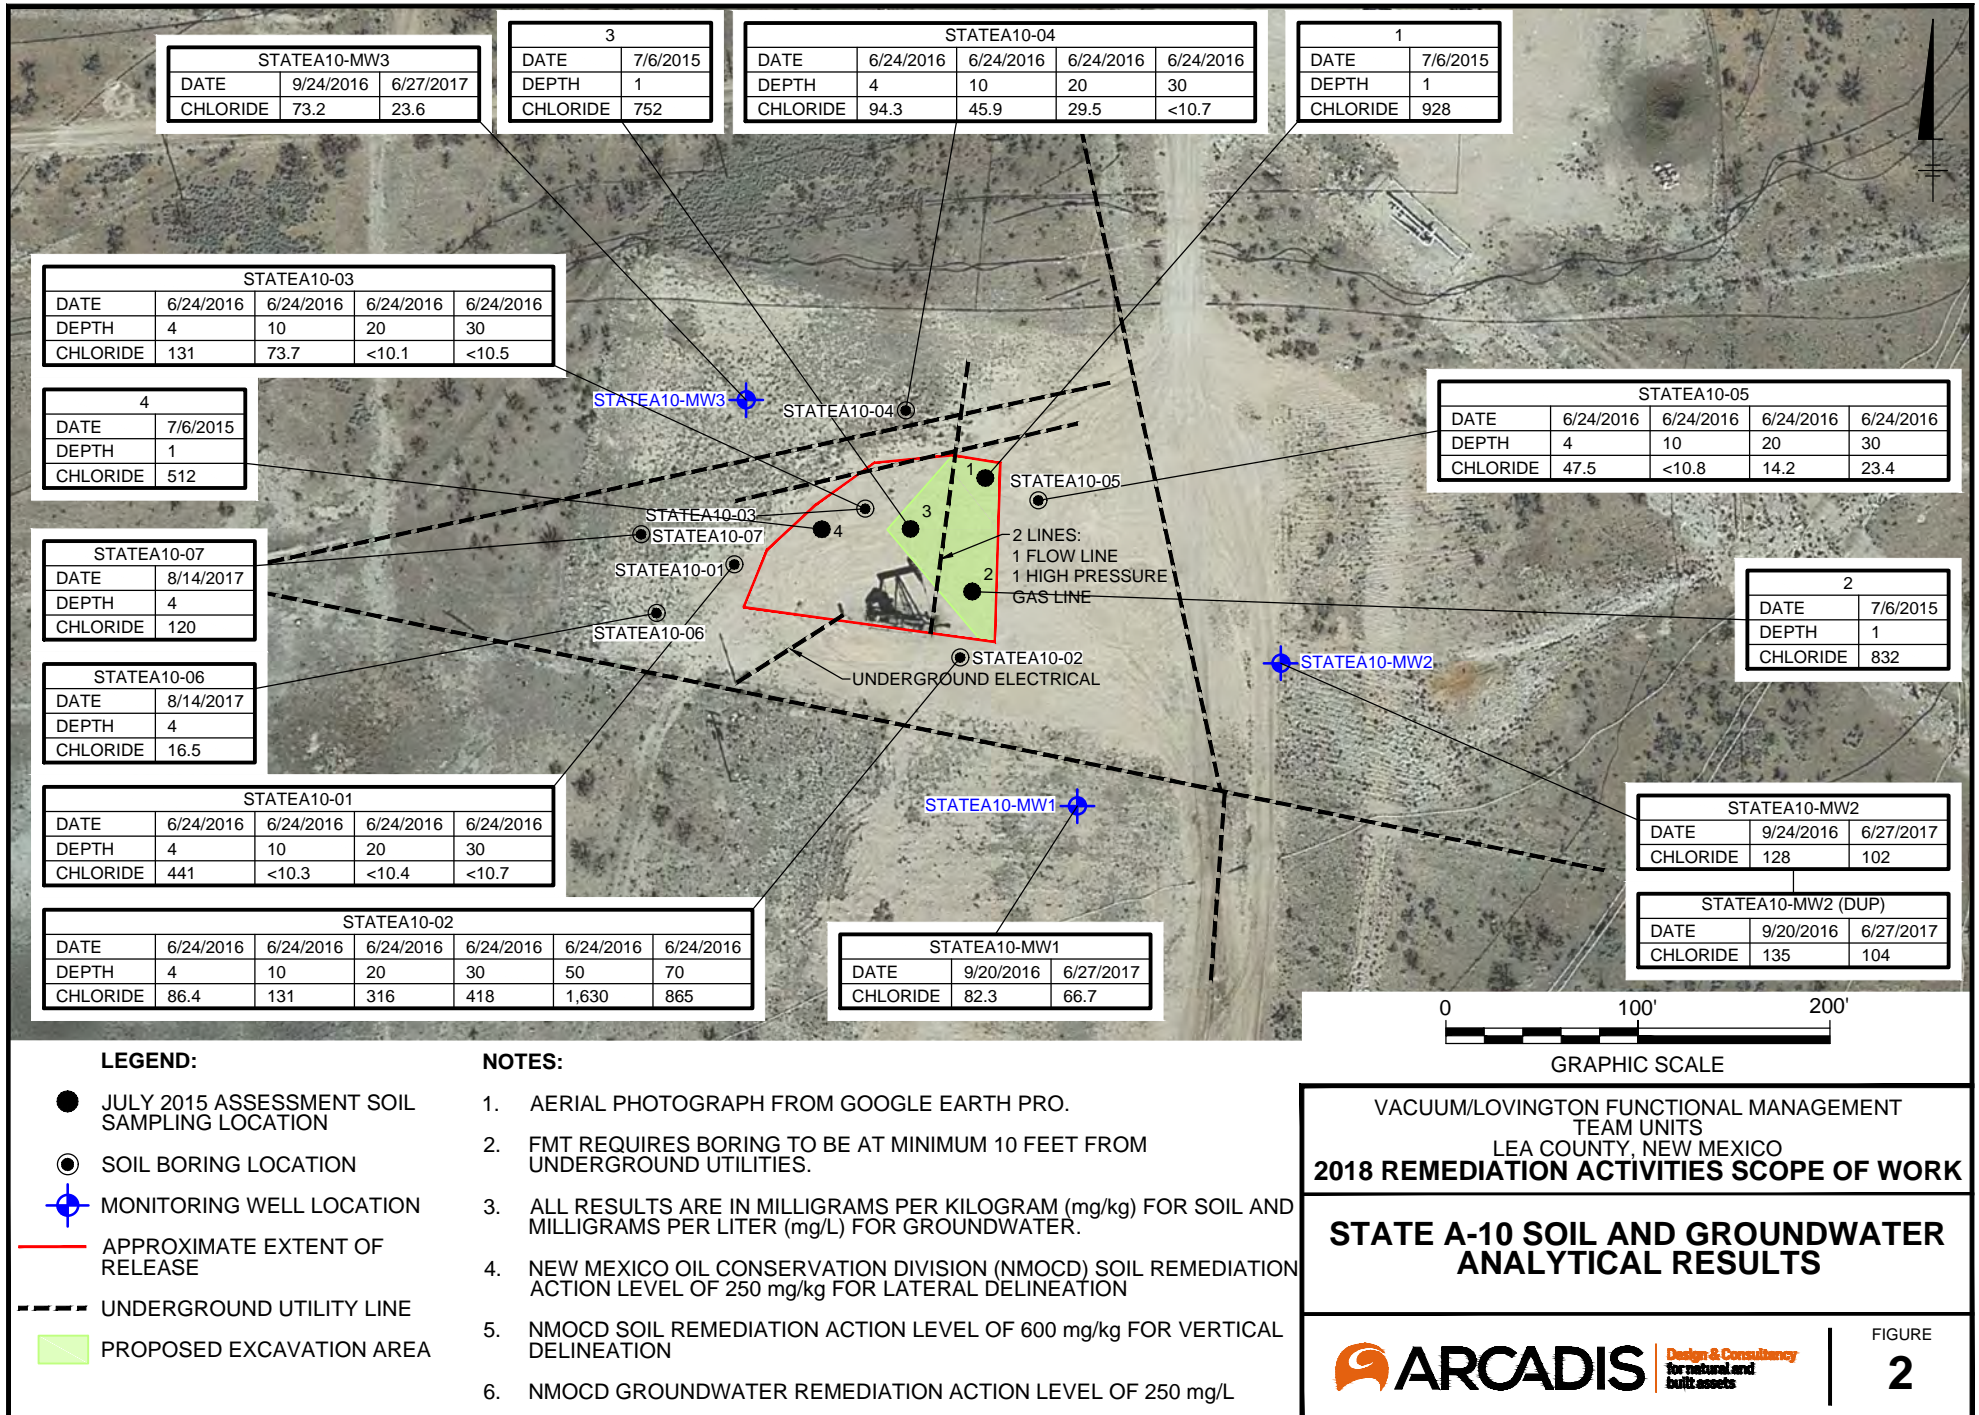 STATEA10-MW3
DATE 9/24/2016 6/27/2017
CHLORIDE 73.2 23.6
3
DATE 7/6/2015
DEPTH 1
CHLORIDE 752
STATEA10-04
DATE 6/24/2016 6/24/2016 6/24/2016 6/24/2016
DEPTH 4 10 20 30
CHLORIDE 94.3 45.9 29.5 <10.7
1
DATE 7/6/2015
DEPTH 1
CHLORIDE 928
STATEA10-03
DATE 6/24/2016 6/24/2016 6/24/2016 6/24/2016
DEPTH 4 10 20 30
CHLORIDE 131 73.7 <10.1 <10.5
4
DATE 7/6/2015
DEPTH 1
CHLORIDE 512
STATEA10-05
DATE 6/24/2016 6/24/2016 6/24/2016 6/24/2016
DEPTH 4 10 20 30
CHLORIDE 47.5 <10.8 14.2 23.4
STATEA10-07
DATE 8/14/2017
DEPTH 4
CHLORIDE 120
2
DATE 7/6/2015
DEPTH 1
CHLORIDE 832
STATEA10-06
DATE 8/14/2017
DEPTH 4
CHLORIDE 16.5
STATEA10-01
DATE 6/24/2016 6/24/2016 6/24/2016 6/24/2016
DEPTH 4 10 20 30
CHLORIDE 441 <10.3 <10.4 <10.7
STATEA10-02
DATE 6/24/2016 6/24/2016 6/24/2016 6/24/2016 6/24/2016 6/24/2016
DEPTH 4 10 20 30 50 70
CHLORIDE 86.4 131 316 418 1,630 865
STATEA10-MW1
DATE 9/20/2016 6/27/2017
CHLORIDE 82.3 66.7
STATEA10-MW2
DATE 9/24/2016 6/27/2017
CHLORIDE 128 102
STATEA10-MW2 (DUP)
DATE 9/20/2016 6/27/2017
CHLORIDE 135 104
STATEA10-MW3
STATEA10-04
1
STATEA10-05
STATEA10-03
3
4
STATEA10-07
2 LINES:
1 FLOW LINE
1 HIGH PRESSURE
GAS LINE
STATEA10-01
2
STATEA10-06
STATEA10-02
STATEA10-MW2
UNDERGROUND ELECTRICAL
STATEA10-MW1
0 100' 200'
GRAPHIC SCALE
LEGEND:
JULY 2015 ASSESSMENT SOIL
SAMPLING LOCATION
SOIL BORING LOCATION
MONITORING WELL LOCATION
APPROXIMATE EXTENT OF
RELEASE
UNDERGROUND UTILITY LINE
PROPOSED EXCAVATION AREA
NOTES:
1. AERIAL PHOTOGRAPH FROM GOOGLE EARTH PRO.
2. FMT REQUIRES BORING TO BE AT MINIMUM 10 FEET FROM
UNDERGROUND UTILITIES.
3. ALL RESULTS ARE IN MILLIGRAMS PER KILOGRAM (mg/kg) FOR SOIL AND
MILLIGRAMS PER LITER (mg/L) FOR GROUNDWATER.
4. NEW MEXICO OIL CONSERVATION DIVISION (NMOCD) SOIL REMEDIATION
ACTION LEVEL OF 250 mg/kg FOR LATERAL DELINEATION
5. NMOCD SOIL REMEDIATION ACTION LEVEL OF 600 mg/kg FOR VERTICAL
DELINEATION
6. NMOCD GROUNDWATER REMEDIATION ACTION LEVEL OF 250 mg/L
VACUUM/LOVINGTON FUNCTIONAL MANAGEMENT
TEAM UNITS
LEA COUNTY, NEW MEXICO
2018 REMEDIATION ACTIVITIES SCOPE OF WORK
STATE A-10 SOIL AND GROUNDWATER
ANALYTICAL RESULTS
ARCADIS
Design & Consultancy
for natural and
built assets
FIGURE
2